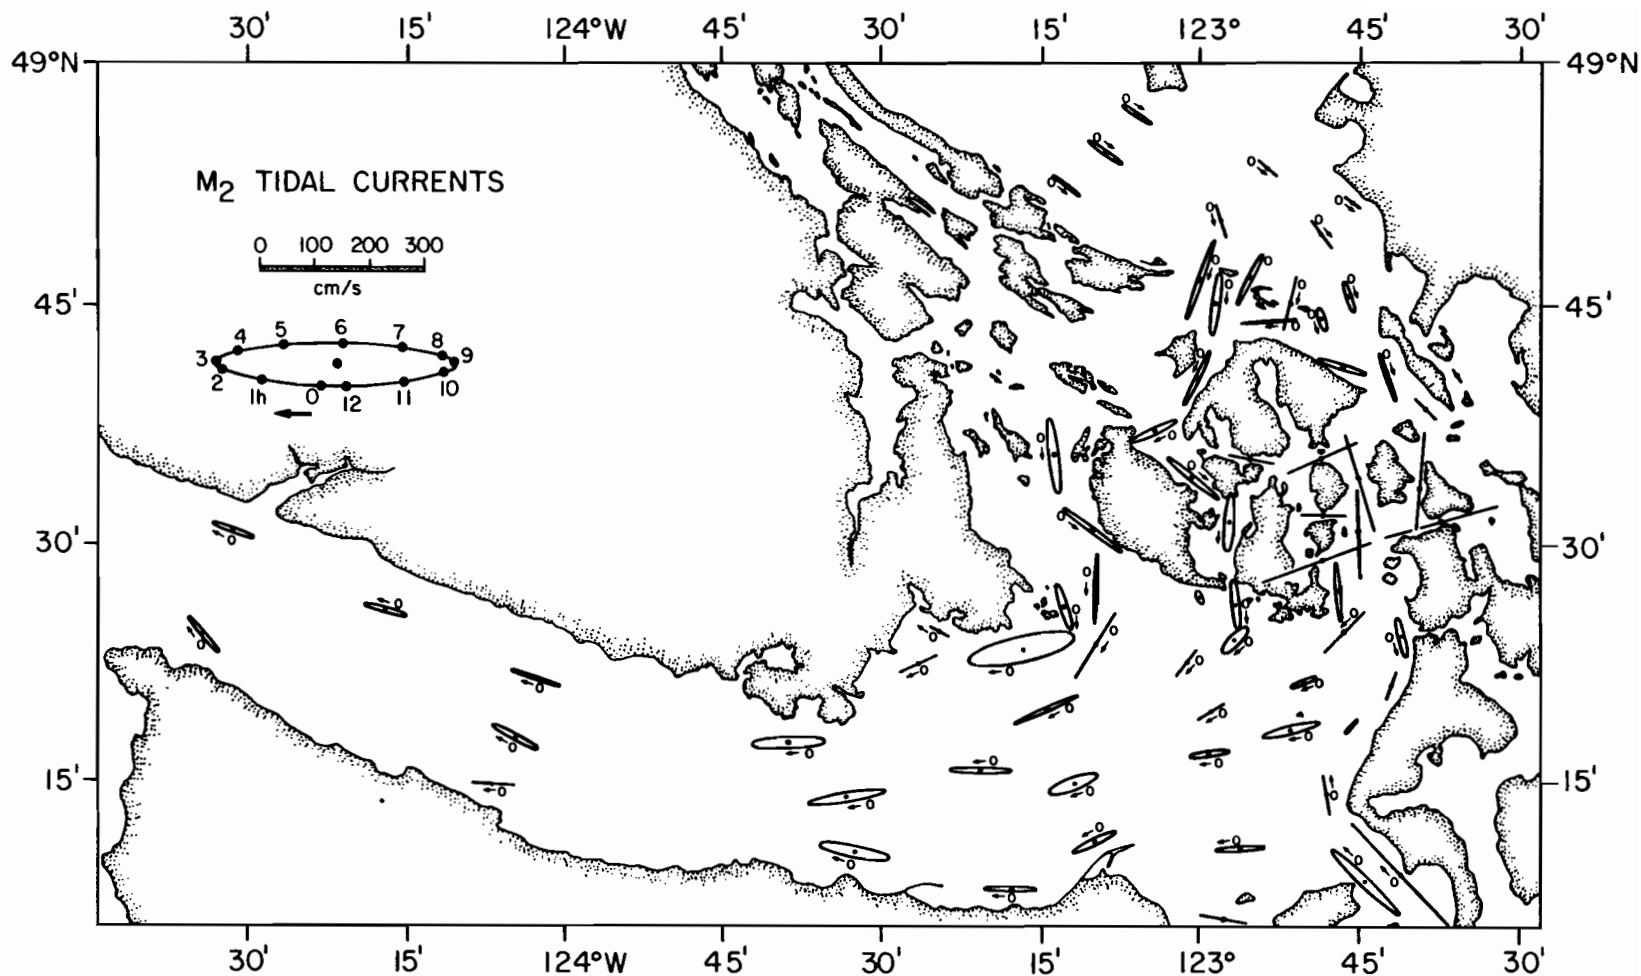 30' 15' 124°W 45' 30' 15' 123° 45' 30'
49°N 49°N
M2 TIDAL CURRENTS
0 100 200 300
cm/s
45' 45'
4 5 6 7 8 9
3
2 1h 0 12 11 10
30' 30'
15' 15'
30' 15' 124°W 45' 30' 15' 123° 45' 30'